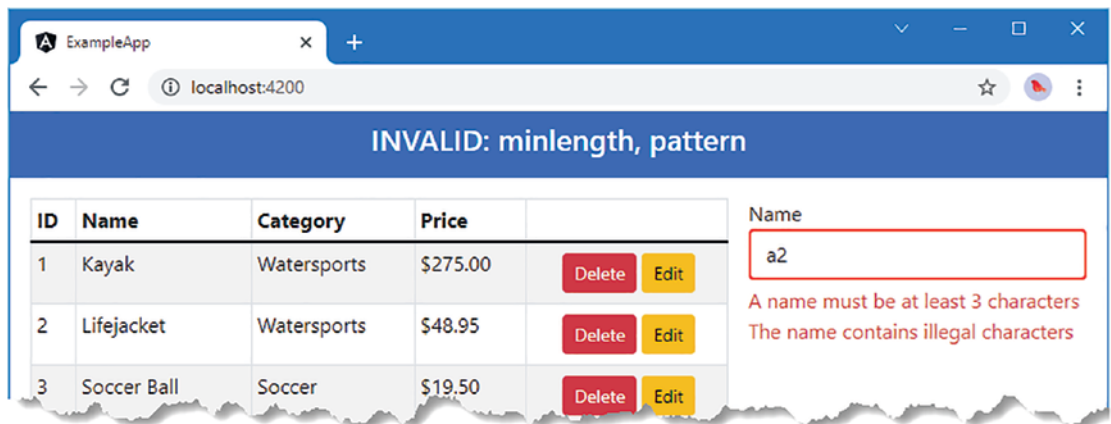 ExampleApp
localhost:4200
INVALID: minlength, pattern
ID Name Category Price
1 Kayak Watersports $275.00 Delete Edit
2 Lifejacket Watersports $48.95 Delete Edit
3 Soccer Ball Soccer $19.50 Delete Edit
Name
a2
A name must be at least 3 characters
The name contains illegal characters